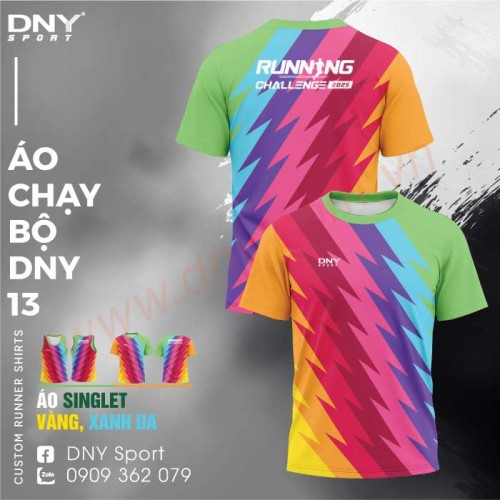 DNY®
SPORT
ÁO
CHẠY
BỘ
DNY
13
CUSTOM RUNNER SHIRTS
RUNNING
CHALLENGE 2025
DNY
SPORT
ÁO SINGLET
VÀNG, XANH DA
DNY Sport
Zalo
0909 362 079